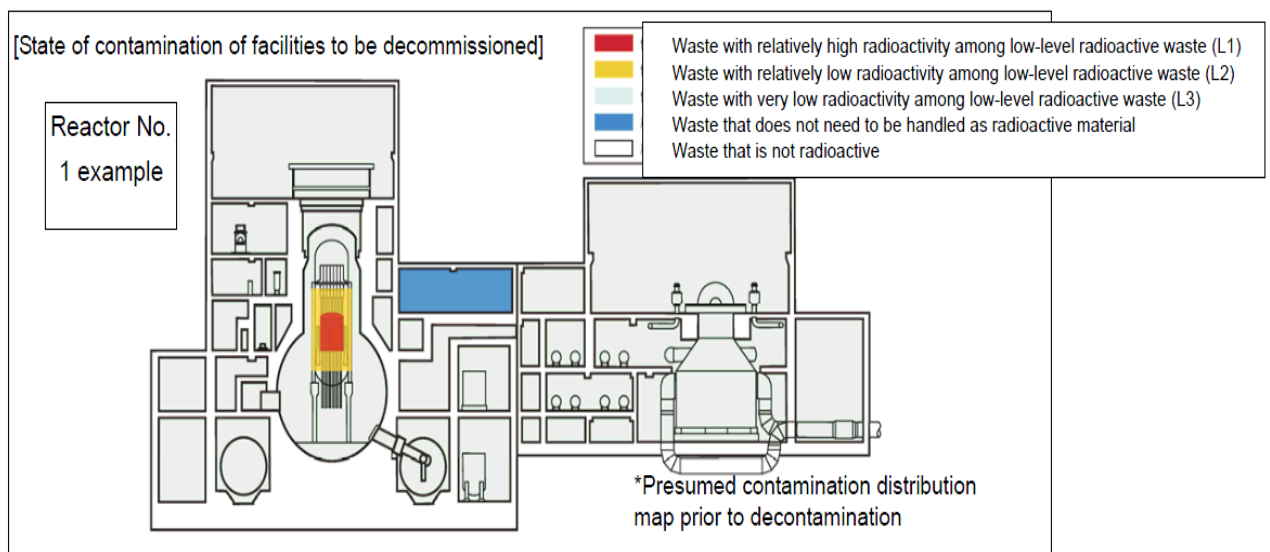 [State of contamination of facilities to be decommissioned]
Reactor No.
1 example
Waste with relatively high radioactivity among low-level radioactive waste (L1)
Waste with relatively low radioactivity among low-level radioactive waste (L2)
Waste with very low radioactivity among low-level radioactive waste (L3)
Waste that does not need to be handled as radioactive material
Waste that is not radioactive
*Presumed contamination distribution
map prior to decontamination